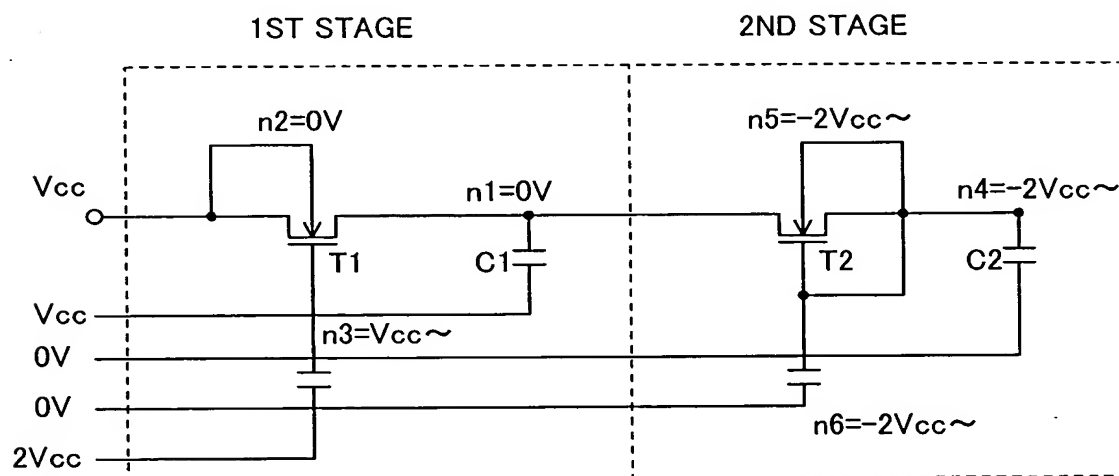 1ST STAGE
2ND STAGE
n2=0V
n5=-2Vcc～
Vcc
n1=0V
n4=-2Vcc～
T1
C1
T2
C2
Vcc
n3=Vcc～
0V
0V
n6=-2Vcc～
2Vcc